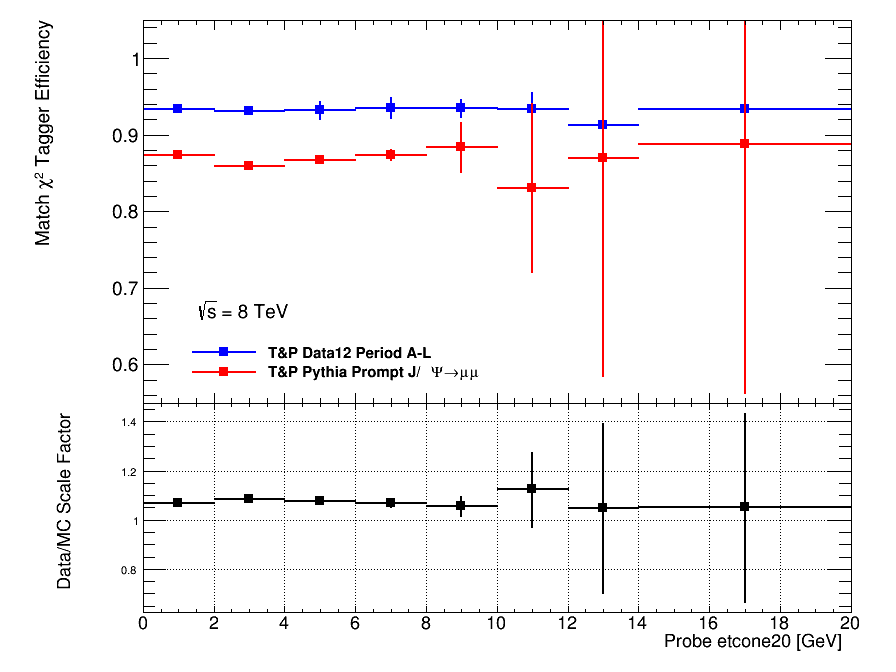 Match χ² Tagger Efficiency
1
0.9
0.8
0.7
0.6
√s = 8 TeV
T&P Data12 Period A-L
T&P Pythia Prompt J/ Ψ→μμ
Data/MC Scale Factor
1.4
1.2
1
0.8
0 2 4 6 8 10 12 14 16 18 20
Probe etcone20 [GeV]